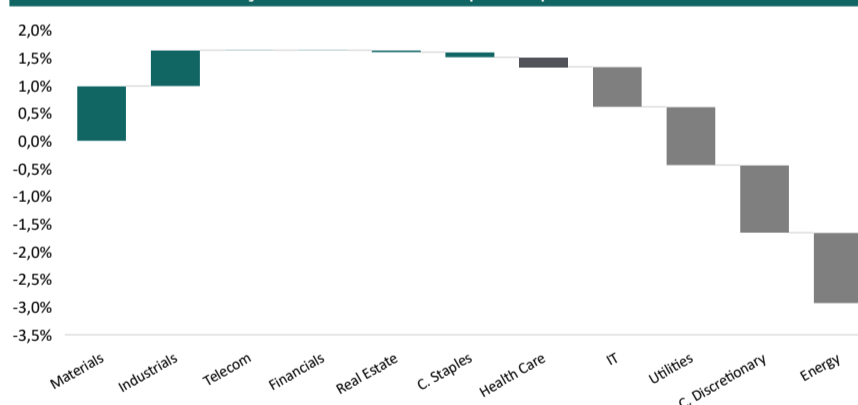 2,0%
1,5%
1,0%
0,5%
0,0%
-0,5%
-1,0%
-1,5%
-2,0%
-2,5%
-3,0%
-3,5%
Materials
Industrials
Telecom
Financials
Real Estate
C. Staples
Health Care
IT
Utilities
C. Discretionary
Energy